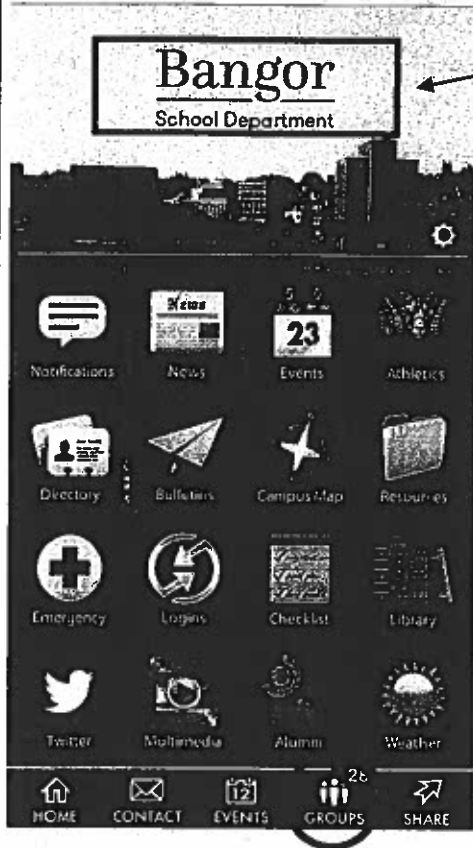 Bangor
School Department
News
23
Notifications
News
Events
Athletics
Directory
Bulletins
Campus Map
Resources
Emergency
Logins
Checklist
Library
Twitter
Multimedia
Alumni
Weather
12
26
HOME
CONTACT
EVENTS
GROUPS
SHARE